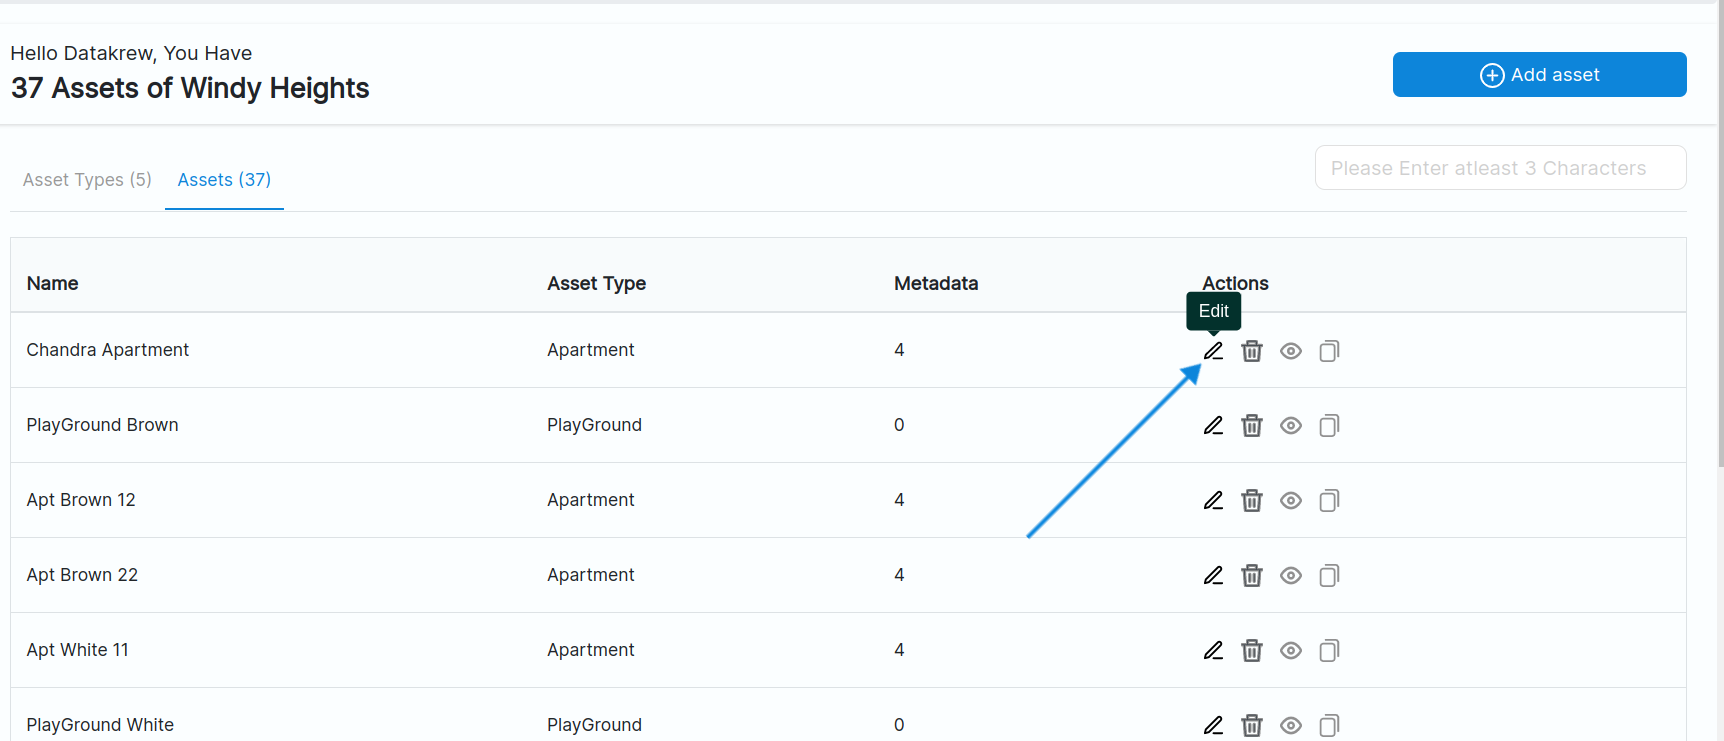 Hello Datakrew, You Have
37 Assets of Windy Heights
Add asset
Asset Types (5) Assets (37)
Please Enter atleast 3 Characters
Name Asset Type Metadata Actions
Edit
Chandra Apartment Apartment 4
PlayGround Brown PlayGround 0
Apt Brown 12 Apartment 4
Apt Brown 22 Apartment 4
Apt White 11 Apartment 4
PlayGround White PlayGround 0